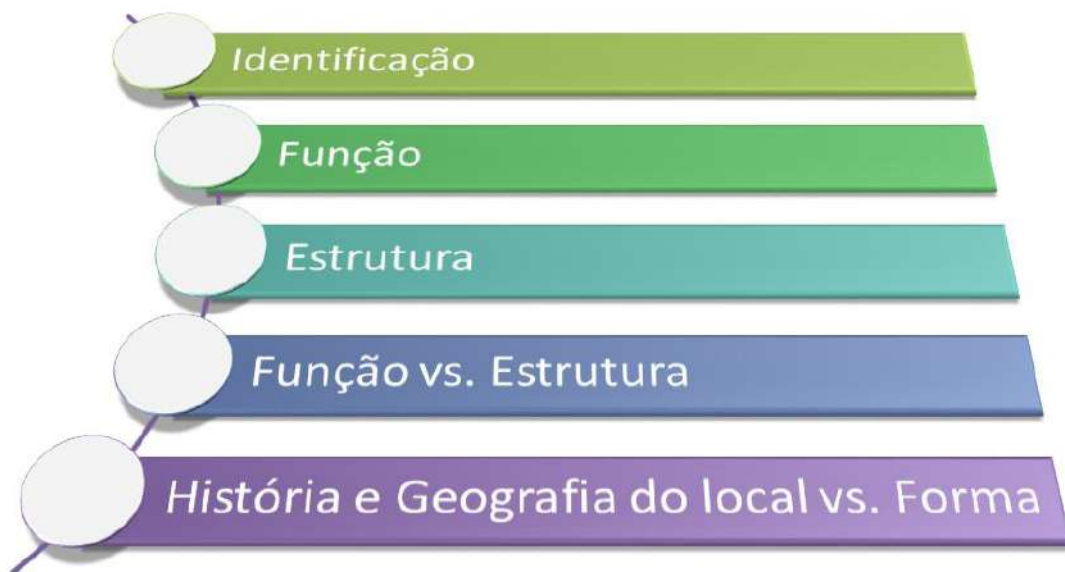 Identificação
Função
Estrutura
Função vs. Estrutura
História e Geografia do local vs. Forma